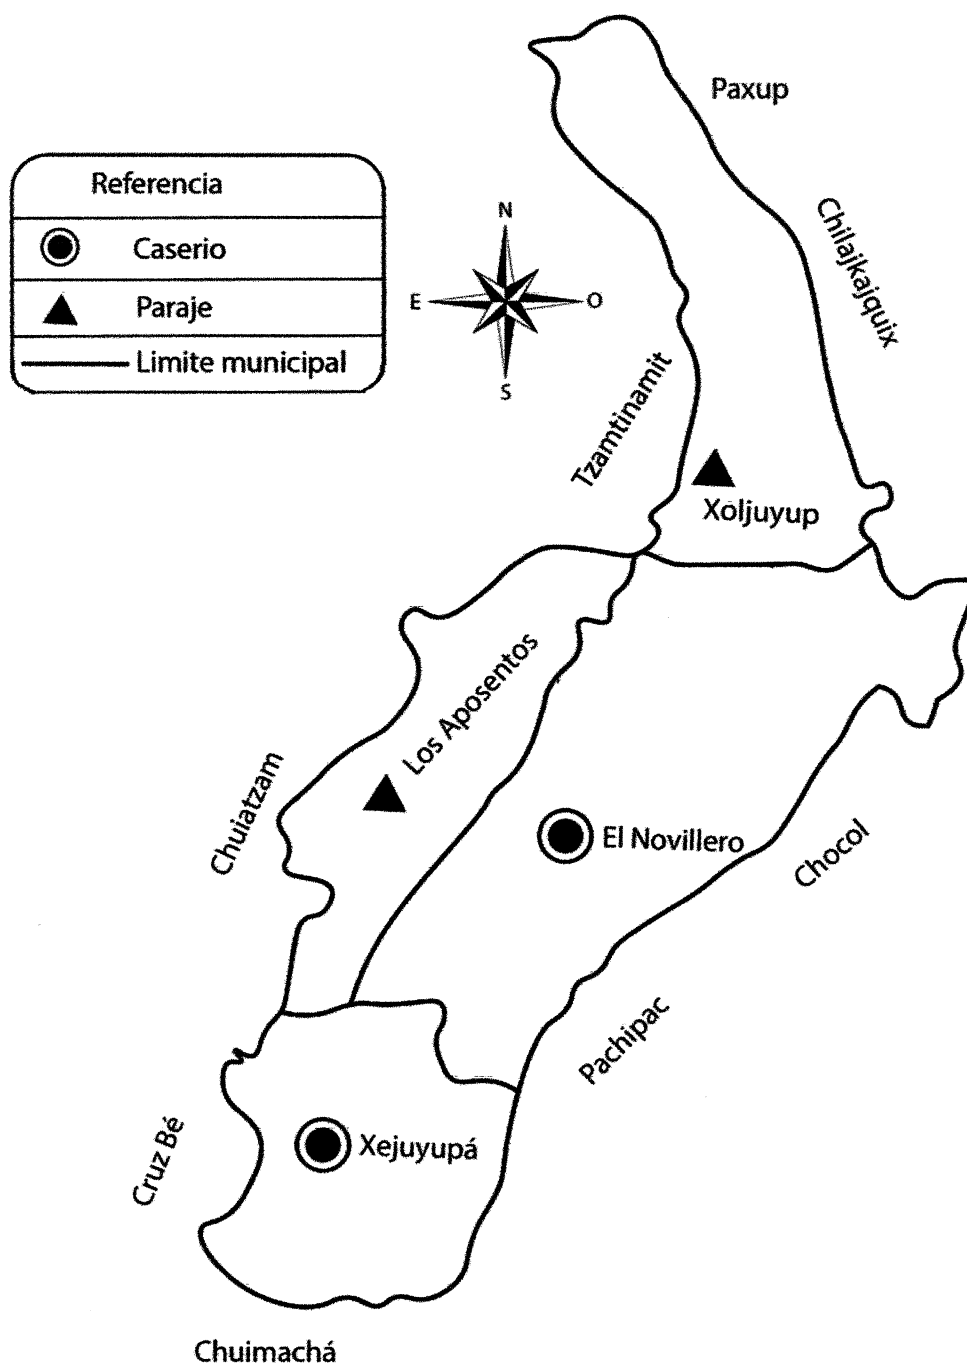 Paxup
Referencia
Caserio
Paraje
Limite municipal
N
E
O
S
Chilajkajquix
Tzamtinamit
Xoljuyup
Los Aposentos
Chuiatzam
El Novillero
Chocol
Pachipac
Cruz Bé
Xejuyupá
Chuimachá